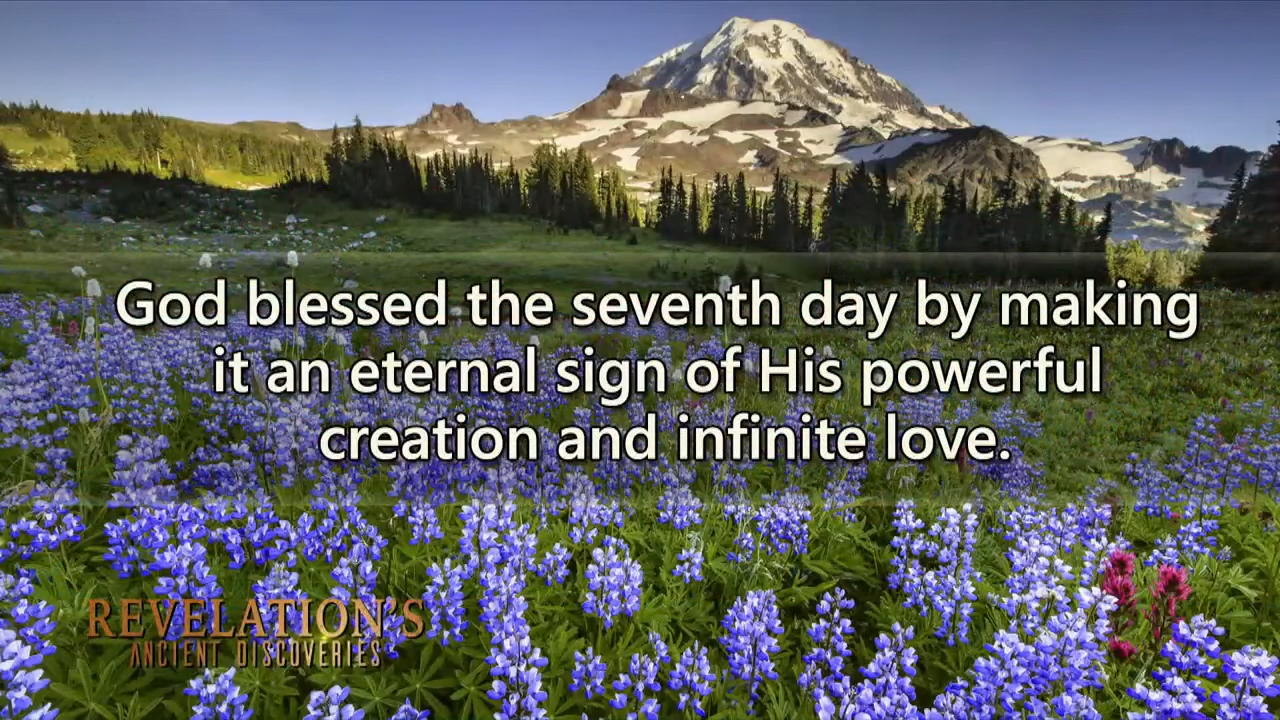 God blessed the seventh day by making
it an eternal sign of His powerful
creation and infinite love.
REVELATION'S
ANCIENT DISCOVERIES